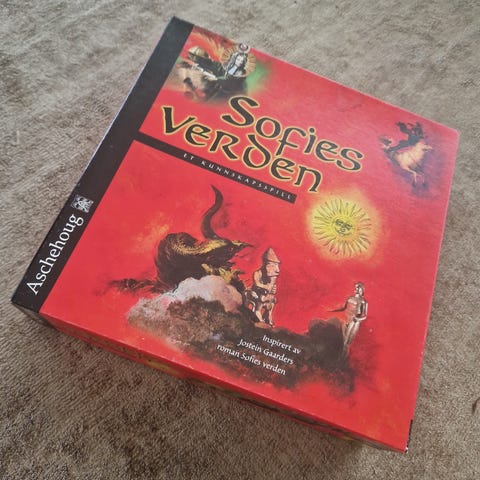 Sofies
Verden
ET KUNNSKAPSSPILL
Inspirert av
Jostein Gaarders
roman Sofies verden
Aschehoug